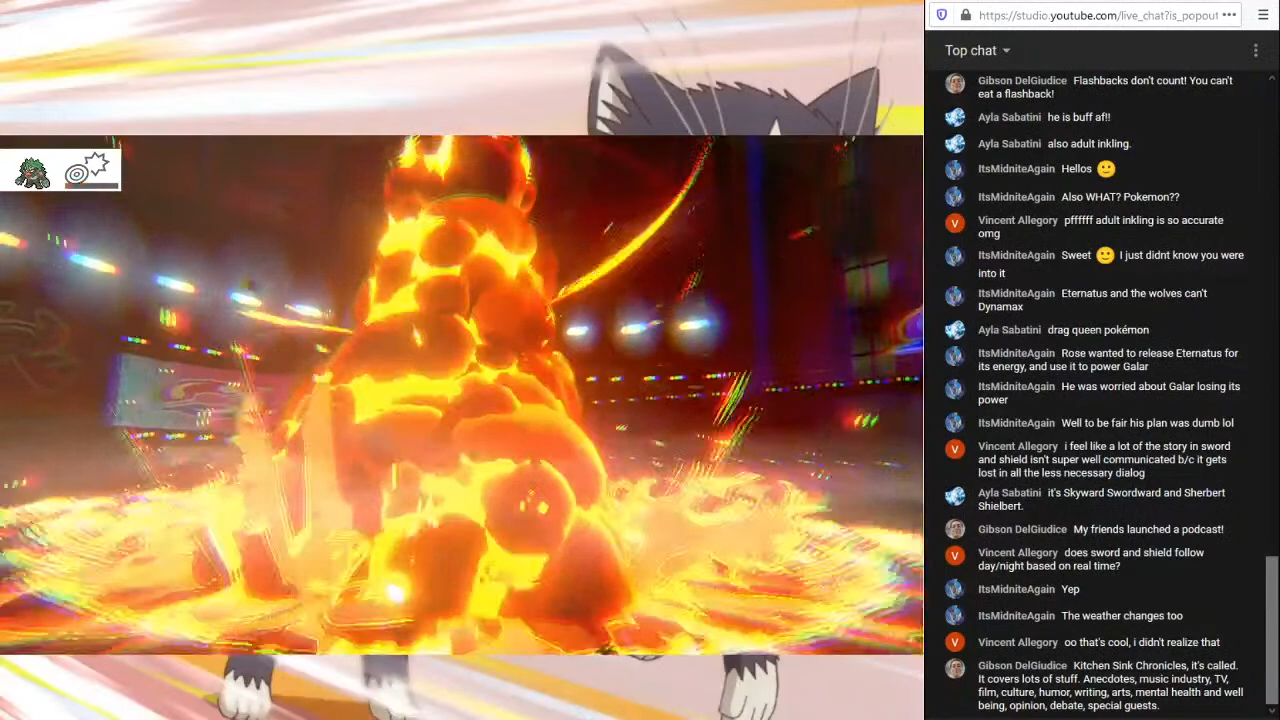 https://studio.youtube.com/live_chat?is_popout
Top chat
Gibson DelGiudice Flashbacks don't count! You can't
eat a flashback!
Ayla Sabatini he is buff af!!
Ayla Sabatini also adult inkling.
ItsMidniteAgain Hellos 🙂
ItsMidniteAgain Also WHAT? Pokemon??
V
Vincent Allegory pffffff adult inkling is so accurate
omg
ItsMidniteAgain Sweet 🙂 I just didnt know you were
into it
ItsMidniteAgain Eternatus and the wolves can't
Dynamax
Ayla Sabatini drag queen pokémon
ItsMidniteAgain Rose wanted to release Eternatus for
its energy, and use it to power Galar
ItsMidniteAgain He was worried about Galar losing its
power
ItsMidniteAgain Well to be fair his plan was dumb lol
V
Vincent Allegory i feel like a lot of the story in sword
and shield isn't super well communicated b/c it gets
lost in all the less necessary dialog
Ayla Sabatini it's Skyward Swordward and Sherbert
Shielbert.
Gibson DelGiudice My friends launched a podcast!
V
Vincent Allegory does sword and shield follow
day/night based on real time?
ItsMidniteAgain Yep
ItsMidniteAgain The weather changes too
V
Vincent Allegory oo that's cool, i didn't realize that
Gibson DelGiudice Kitchen Sink Chronicles, it's called.
It covers lots of stuff. Anecdotes, music industry, TV,
film, culture, humor, writing, arts, mental health and well
being, opinion, debate, special guests.